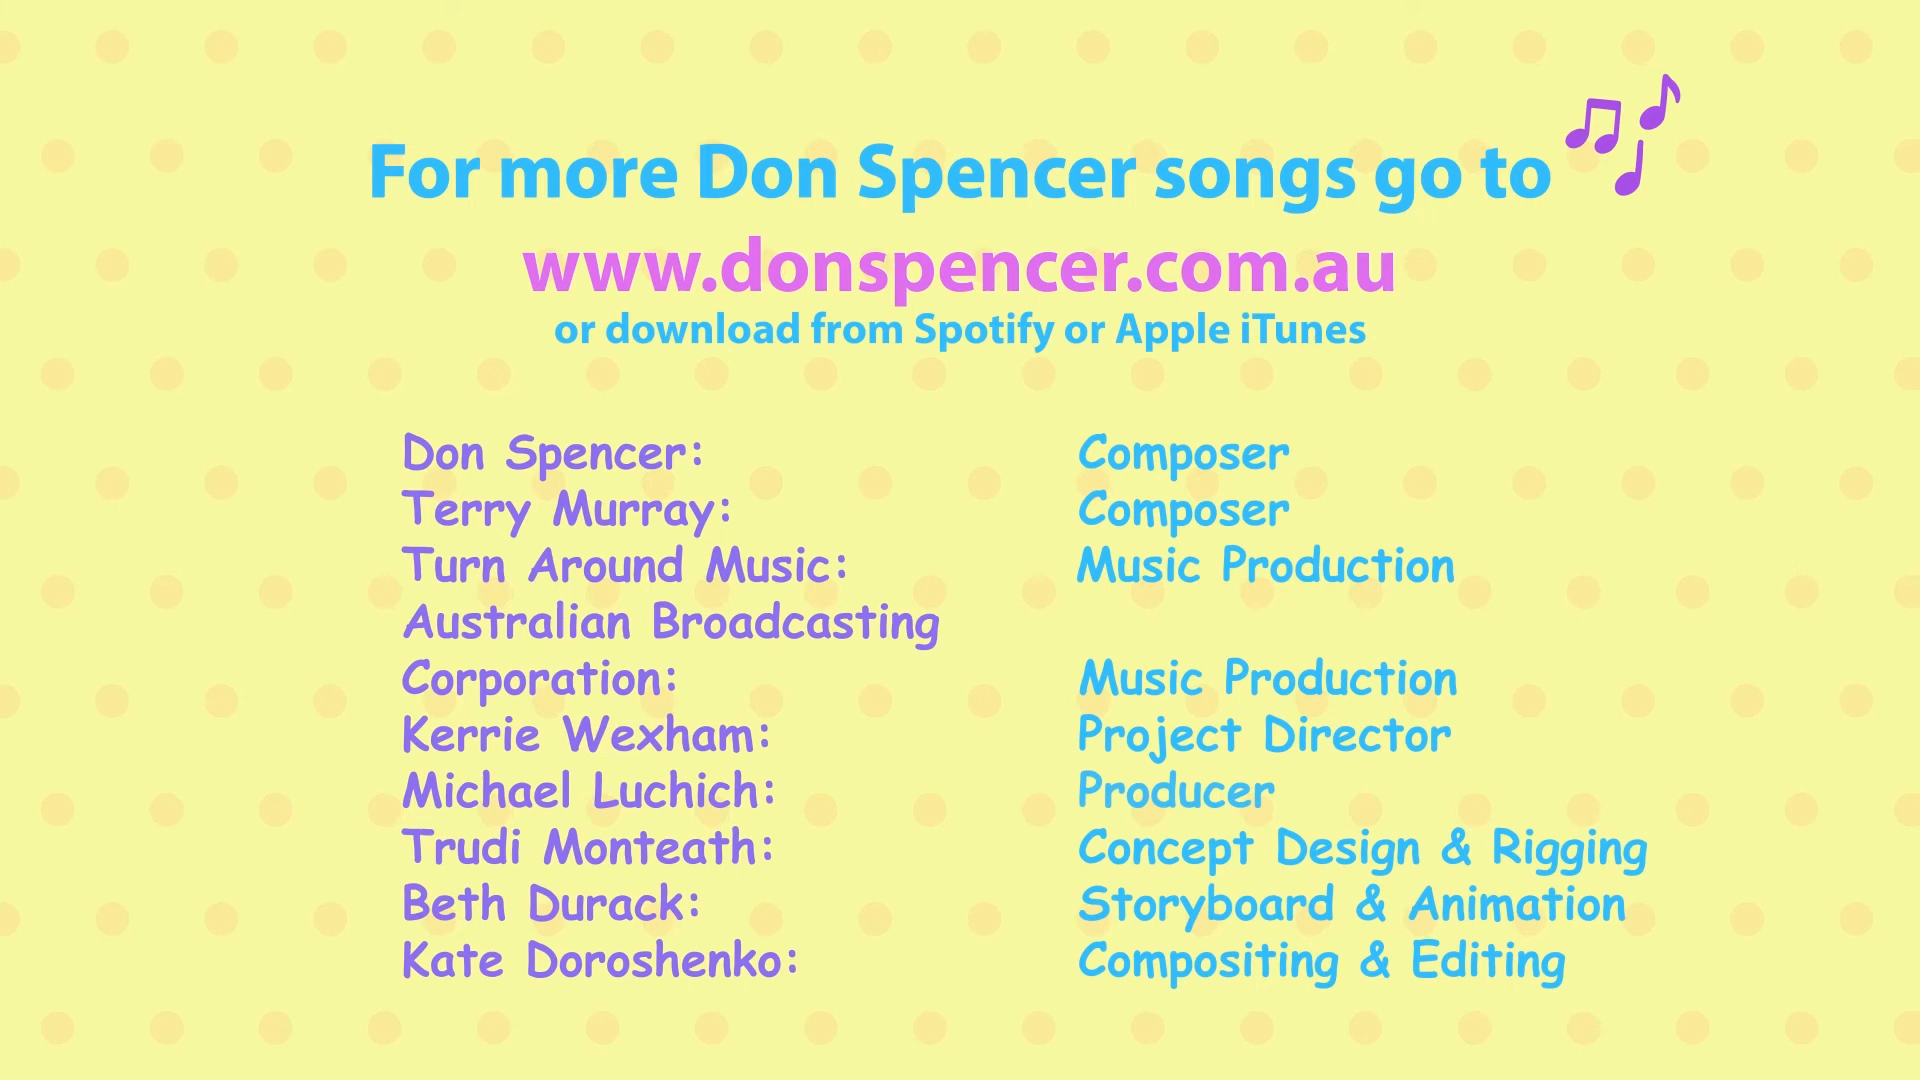 For more Don Spencer songs go to
www.donspencer.com.au
or download from Spotify or Apple iTunes
Don Spencer: Composer
Terry Murray: Composer
Turn Around Music: Music Production
Australian Broadcasting
Corporation: Music Production
Kerrie Wexham: Project Director
Michael Luchich: Producer
Trudi Monteath: Concept Design & Rigging
Beth Durack: Storyboard & Animation
Kate Doroshenko: Compositing & Editing